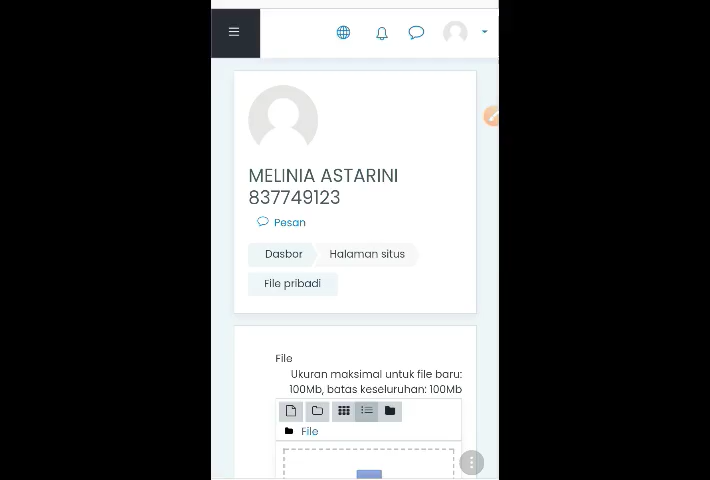 MELINIA ASTARINI
837749123
Pesan
Dasbor
Halaman situs
File pribadi
File
Ukuran maksimal untuk file baru:
100Mb, batas keseluruhan: 100Mb
File